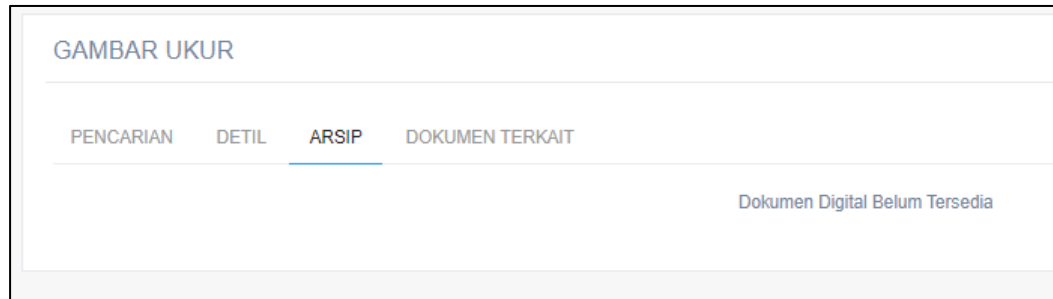 GAMBAR UKUR
PENCARIAN DETIL ARSIP DOKUMEN TERKAIT
Dokumen Digital Belum Tersedia